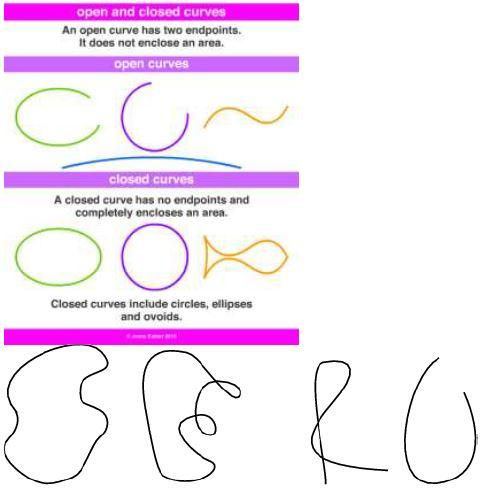 open and closed curves
An open curve has two endpoints.
It does not enclose an area.
open curves
closed curves
A closed curve has no endpoints and
completely encloses an area.
Closed curves include circles, ellipses
and ovoids.